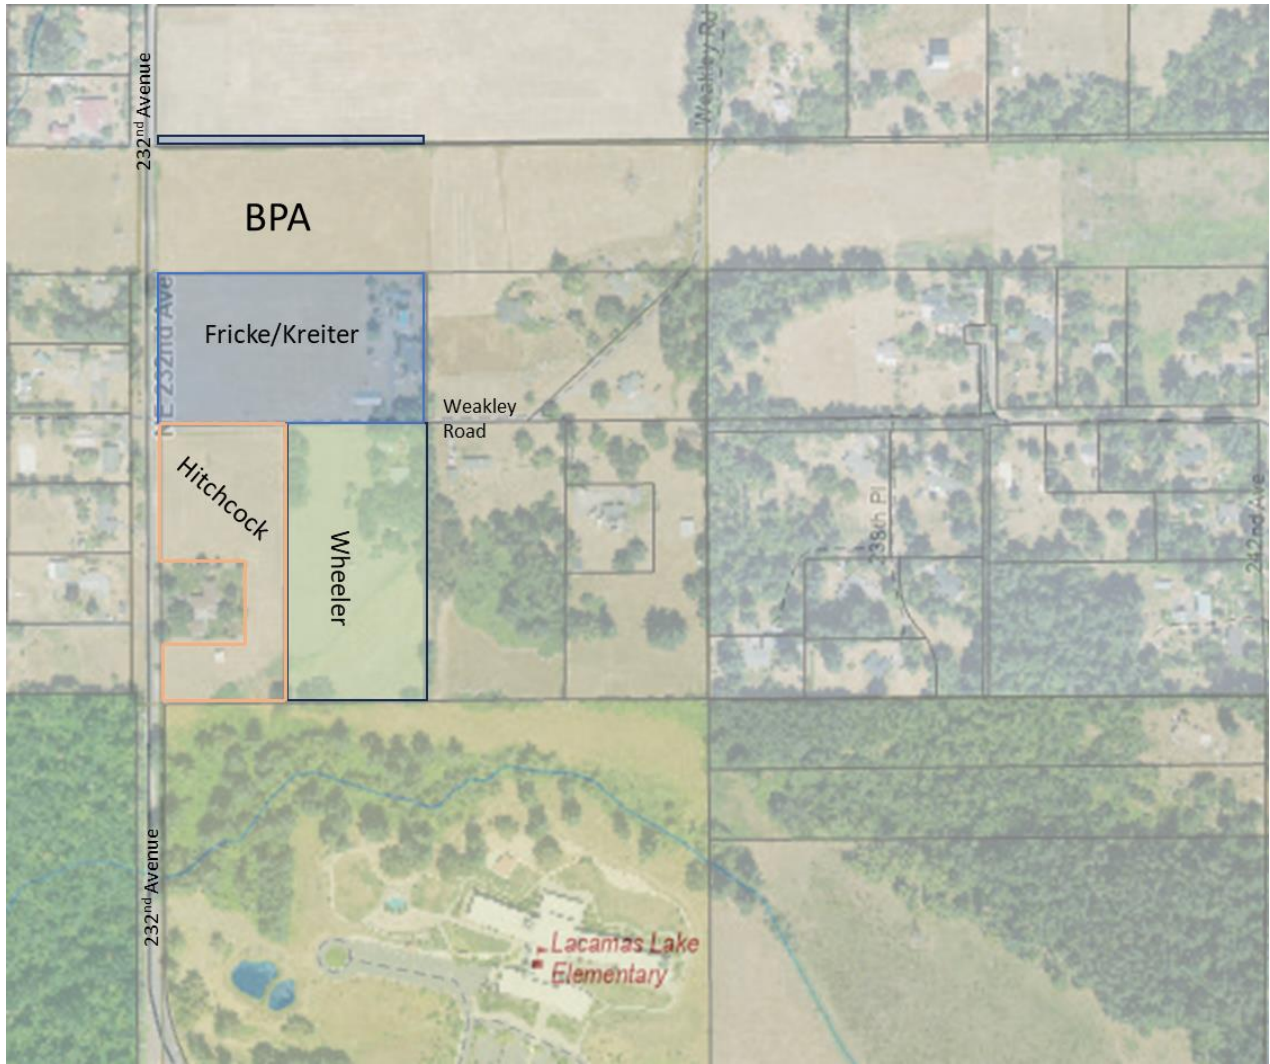 232nd Avenue
Weakley Rd
BPA
NE 232nd Ave
Fricke/Kreiter
Weakley
Road
Hitchcock
Wheeler
238th Pl
242nd Ave
232nd Avenue
Lacamas Lake
Elementary